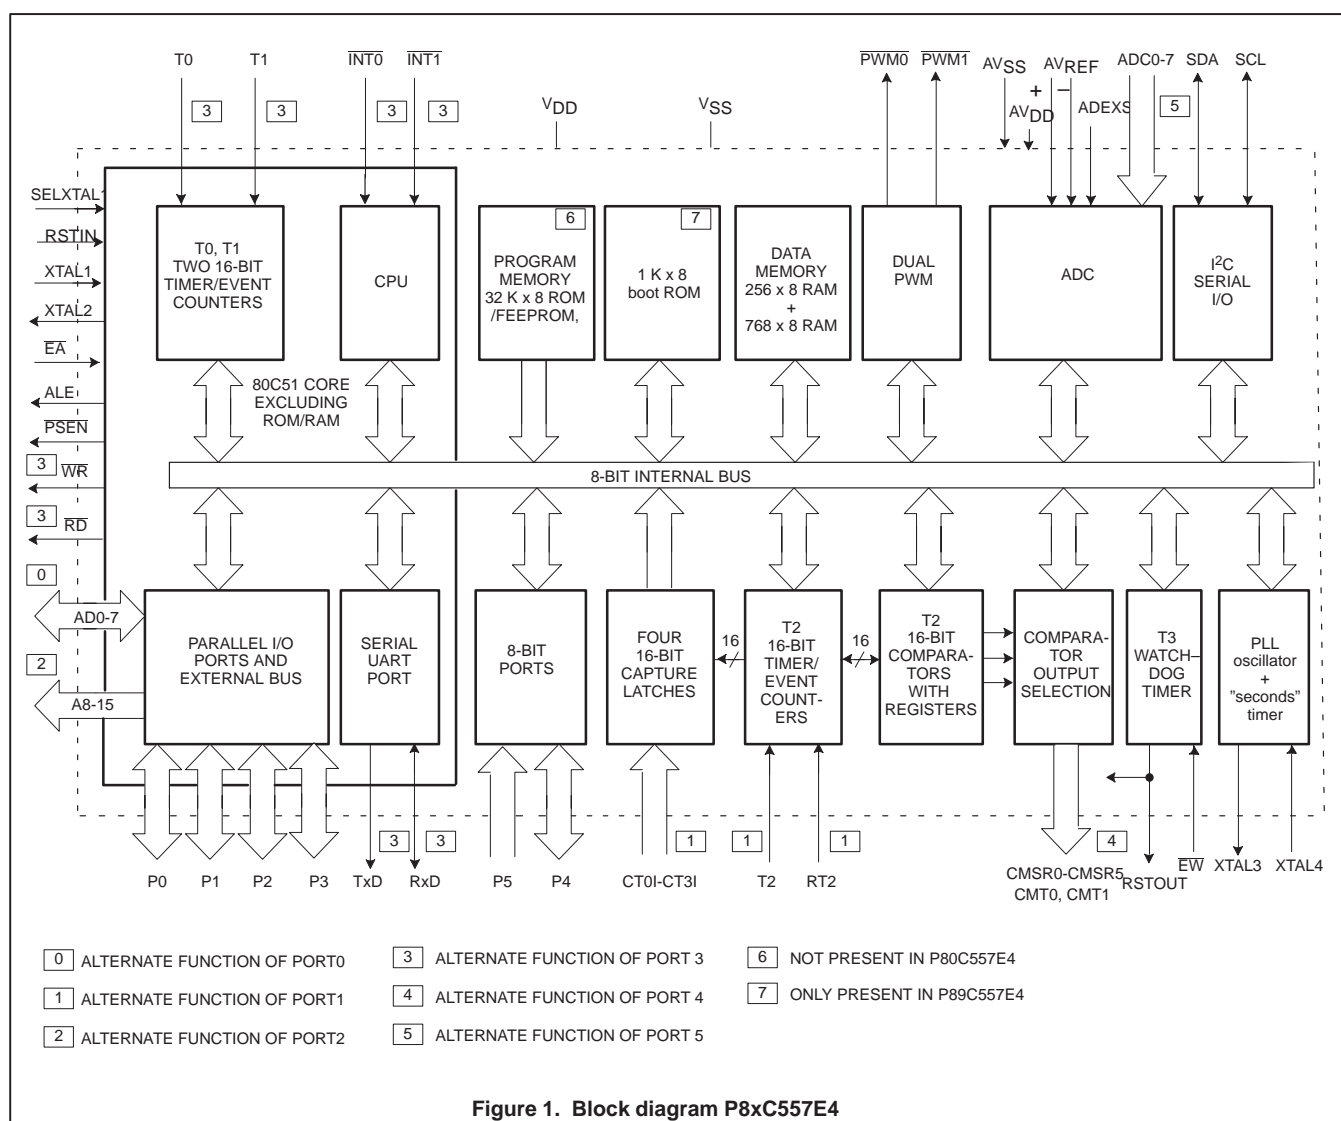 T0 T1 INT0 INT1 PWM0 PWM1 AVSS AVREF ADC0-7 SDA SCL
+ –
3 3 3 3 VDD VSS AVDD ADEXS 5
SELXTAL1
RSTIN
XTAL1
XTAL2
EA
ALE
PSEN
3 WR
3 RD
0
AD0-7
2
A8-15
T0, T1
TWO 16-BIT
TIMER/EVENT
COUNTERS
CPU
80C51 CORE
EXCLUDING
ROM/RAM
6
PROGRAM
MEMORY
32 K x 8 ROM
/FEEPROM,
7
1 K x 8
boot ROM
DATA
MEMORY
256 x 8 RAM
+
768 x 8 RAM
DUAL
PWM
ADC
I2C
SERIAL
I/O
8-BIT INTERNAL BUS
PARALLEL I/O
PORTS AND
EXTERNAL BUS
SERIAL
UART
PORT
8-BIT
PORTS
FOUR
16-BIT
CAPTURE
LATCHES
16
T2
16-BIT
TIMER/
EVENT
COUNT-
ERS
16
T2
16-BIT
COMPARA-
TORS
WITH
REGISTERS
COMPARA-
TOR
OUTPUT
SELECTION
T3
WATCH–
DOG
TIMER
PLL
oscillator
+
”seconds”
timer
3 3 1 1 1 4
P0 P1 P2 P3 TxD RxD P5 P4 CT0I-CT3I T2 RT2
CMSR0-CMSR5
CMT0, CMT1
RSTOUT
EW
XTAL3
XTAL4
0 ALTERNATE FUNCTION OF PORT0
1 ALTERNATE FUNCTION OF PORT1
2 ALTERNATE FUNCTION OF PORT2
3 ALTERNATE FUNCTION OF PORT 3
4 ALTERNATE FUNCTION OF PORT 4
5 ALTERNATE FUNCTION OF PORT 5
6 NOT PRESENT IN P80C557E4
7 ONLY PRESENT IN P89C557E4
Figure 1. Block diagram P8xC557E4